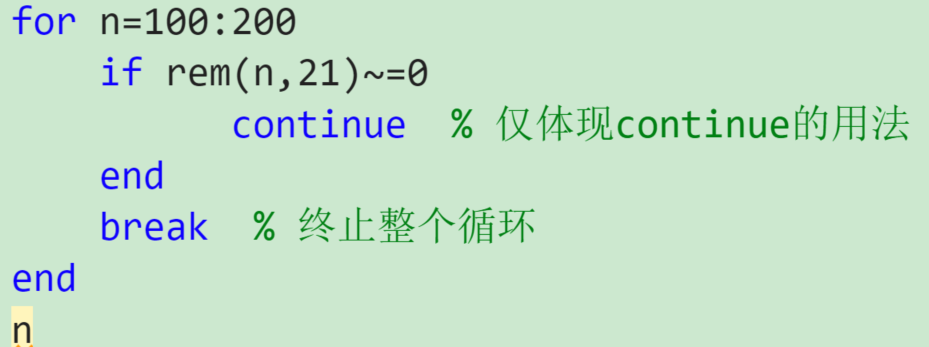 for n=100:200
if rem(n,21)~=0
continue % 仅体现continue的用法
end
break % 终止整个循环
end
n